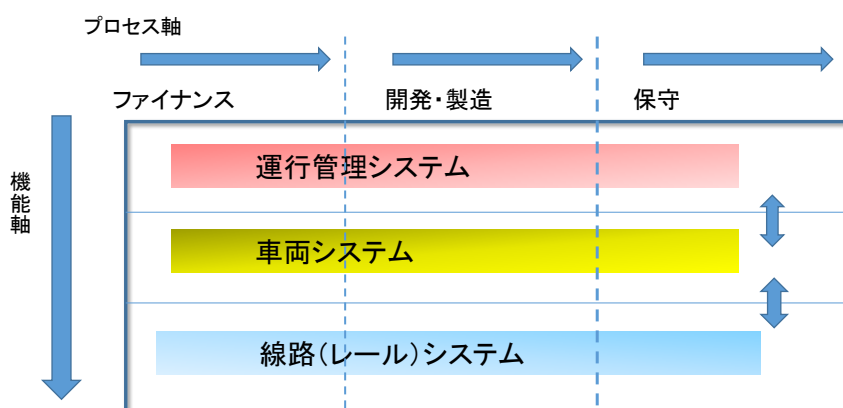 プロセス軸
ファイナンス
開発・製造
保守
機能軸
運行管理システム
車両システム
線路(レール)システム